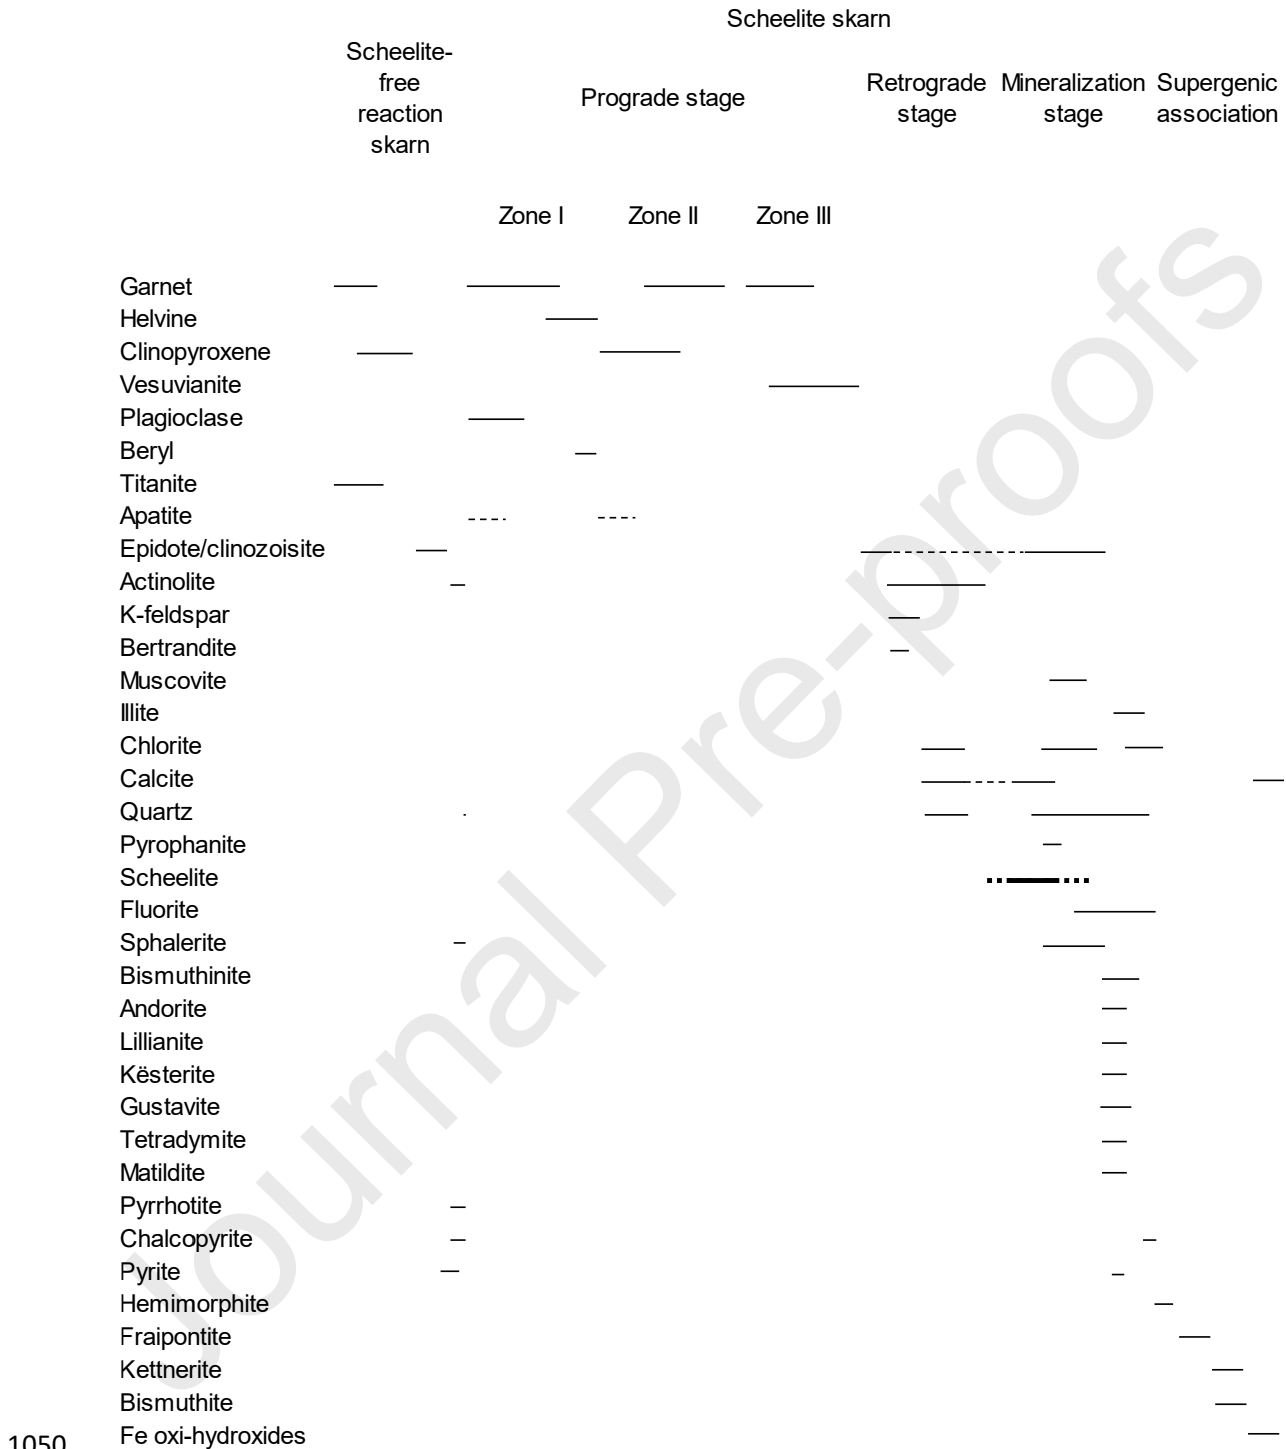 Scheelite skarn
Scheelite-
free
reaction
skarn
Prograde stage
Retrograde
stage
Mineralization
stage
Supergenic
association
Zone I
Zone II
Zone III
Garnet
Helvine
Clinopyroxene
Vesuvianite
Plagioclase
Beryl
Titanite
Apatite
Epidote/clinozoisite
Actinolite
K-feldspar
Bertrandite
Muscovite
Illite
Chlorite
Calcite
Quartz
Pyrophanite
Scheelite
Fluorite
Sphalerite
Bismuthinite
Andorite
Lillianite
Kësterite
Gustavite
Tetradymite
Matildite
Pyrrhotite
Chalcopyrite
Pyrite
Hemimorphite
Fraipontite
Kettnerite
Bismuthite
Fe oxi-hydroxides
1050
Journal Pre-proofs